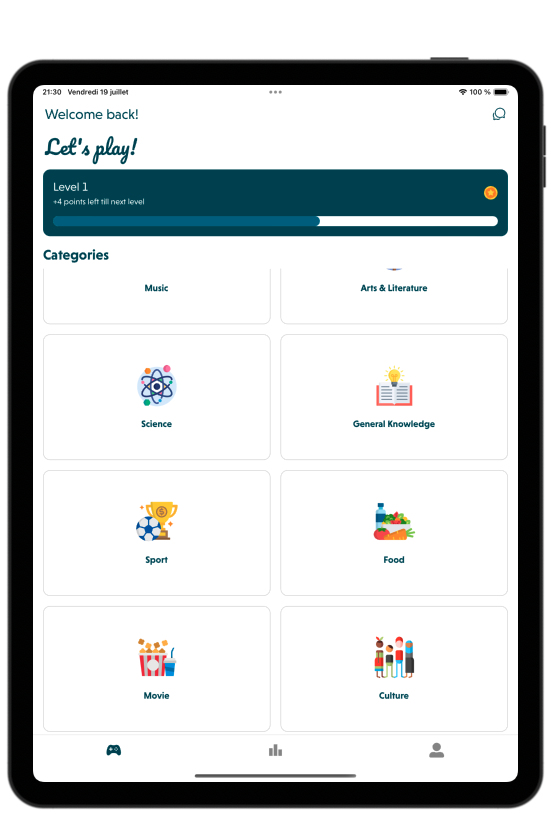 21:30 Vendredi 19 juillet 100 %
Welcome back!
Let's play!
Level 1
+4 points left till next level
Categories
Music Arts & Literature
Science General Knowledge
Sport Food
Movie Culture